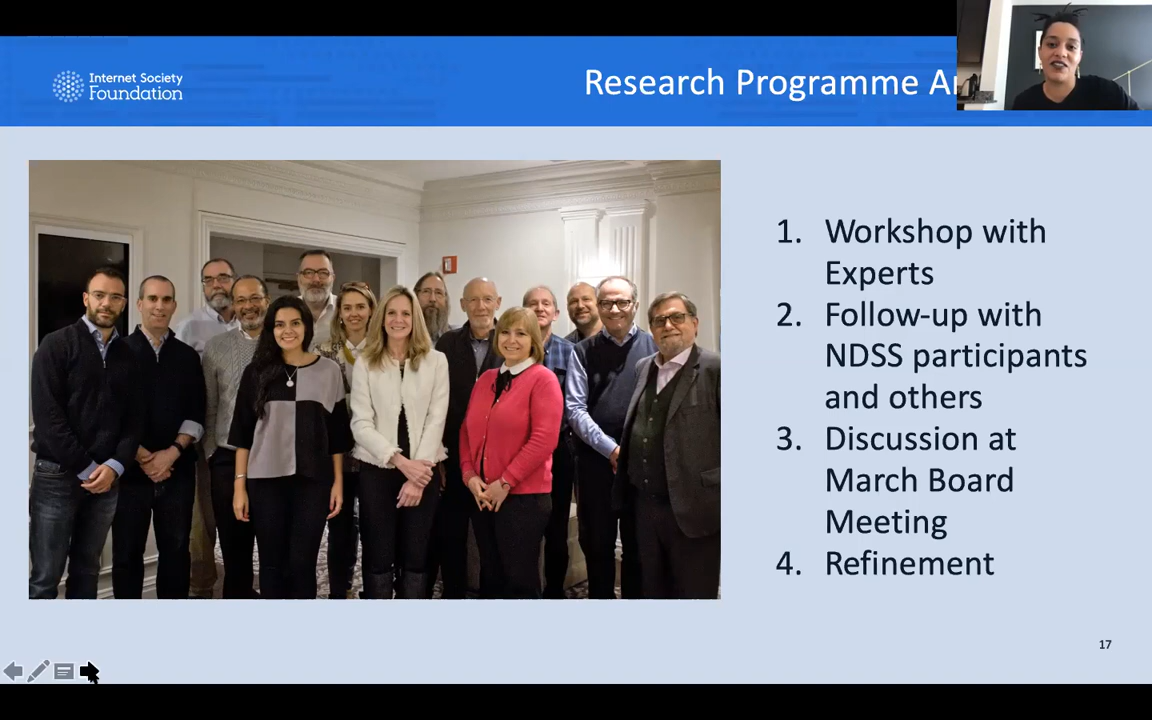 Internet Society
Foundation
Research Programme
1. Workshop with
Experts
2. Follow-up with
NDSS participants
and others
3. Discussion at
March Board
Meeting
4. Refinement
17